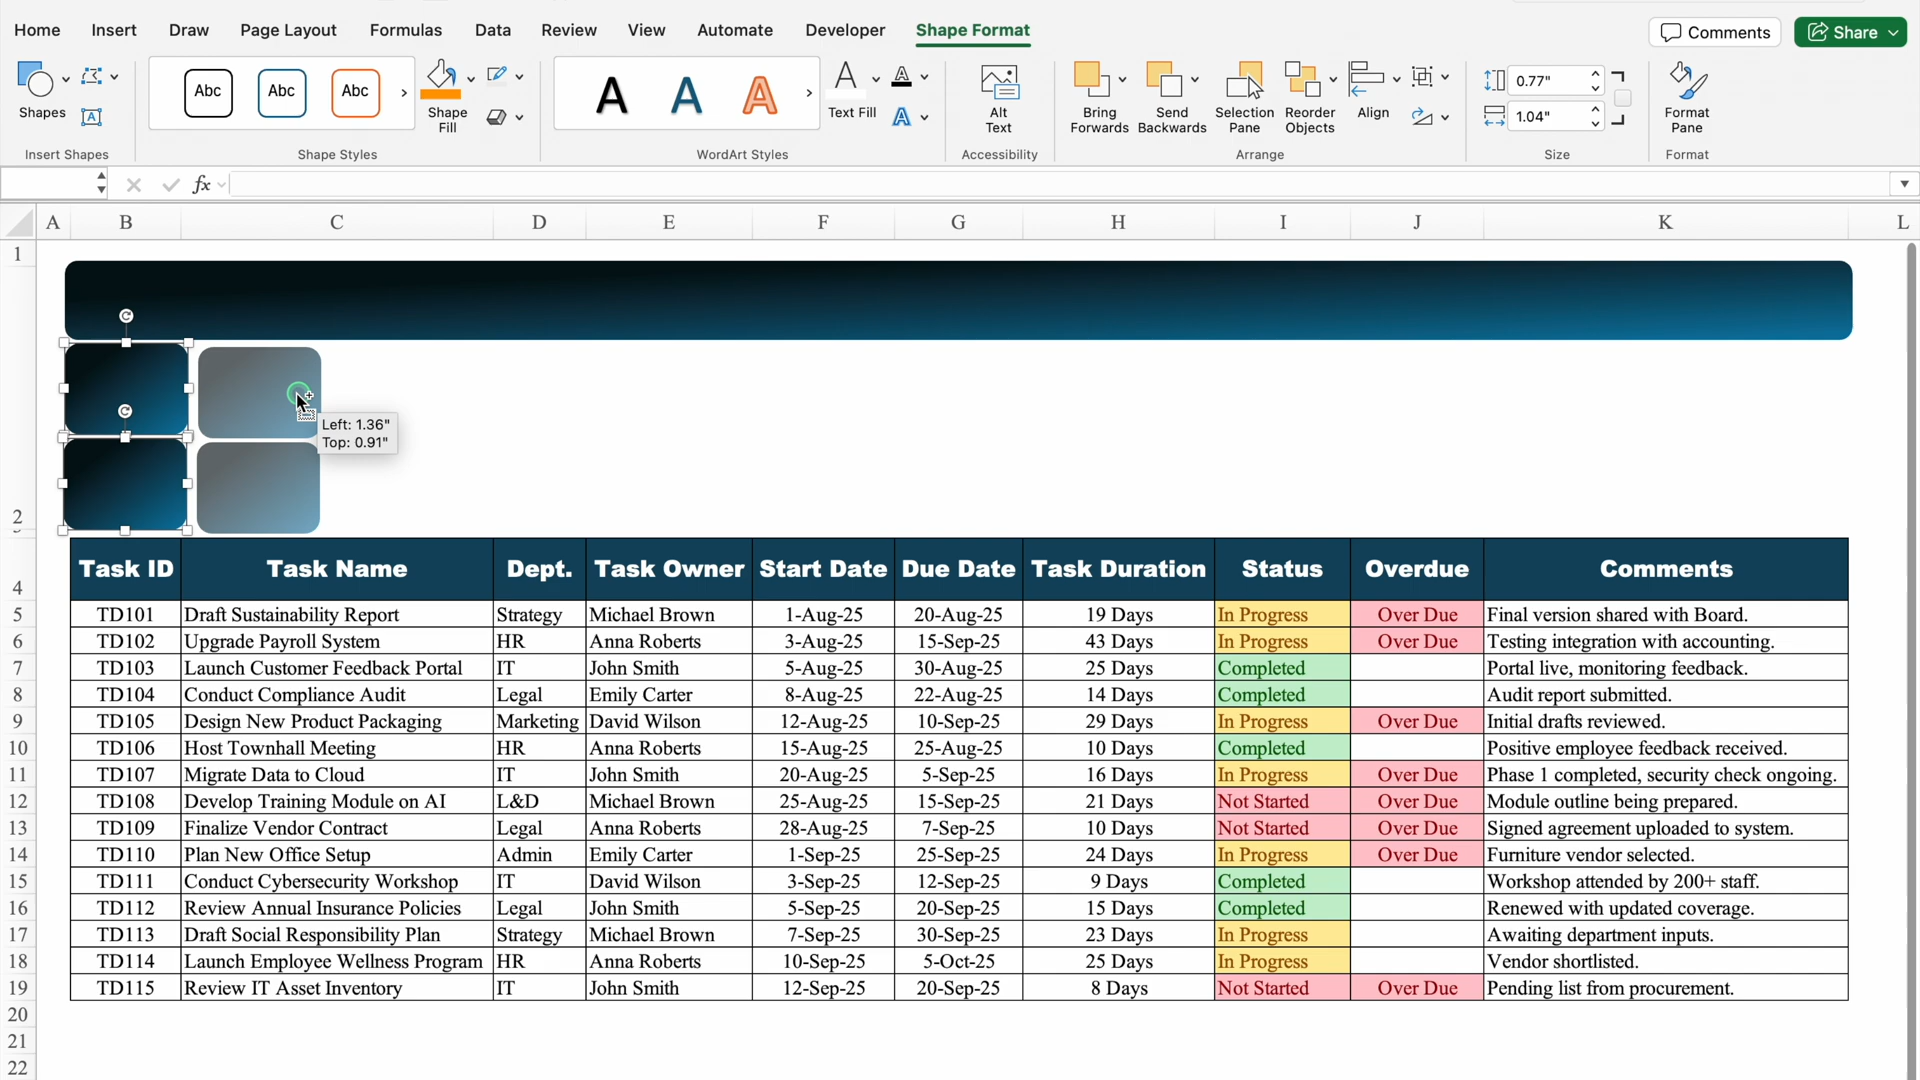 Home Insert Draw Page Layout Formulas Data Review View Automate Developer Shape Format Comments Share
Abc Abc Abc A A A
0.77"
1.04"
Shapes Shape Fill Text Fill Alt Text Bring Forwards Send Backwards Selection Pane Reorder Objects Align Format Pane
Insert Shapes Shape Styles WordArt Styles Accessibility Arrange Size Format
fx
A B C D E F G H I J K L
1
Left: 1.36"
Top: 0.91"
2
4 Task ID Task Name Dept. Task Owner Start Date Due Date Task Duration Status Overdue Comments
5 TD101 Draft Sustainability Report Strategy Michael Brown 1-Aug-25 20-Aug-25 19 Days In Progress Over Due Final version shared with Board.
6 TD102 Upgrade Payroll System HR Anna Roberts 3-Aug-25 15-Sep-25 43 Days In Progress Over Due Testing integration with accounting.
7 TD103 Launch Customer Feedback Portal IT John Smith 5-Aug-25 30-Aug-25 25 Days Completed Portal live, monitoring feedback.
8 TD104 Conduct Compliance Audit Legal Emily Carter 8-Aug-25 22-Aug-25 14 Days Completed Audit report submitted.
9 TD105 Design New Product Packaging Marketing David Wilson 12-Aug-25 10-Sep-25 29 Days In Progress Over Due Initial drafts reviewed.
10 TD106 Host Townhall Meeting HR Anna Roberts 15-Aug-25 25-Aug-25 10 Days Completed Positive employee feedback received.
11 TD107 Migrate Data to Cloud IT John Smith 20-Aug-25 5-Sep-25 16 Days In Progress Over Due Phase 1 completed, security check ongoing.
12 TD108 Develop Training Module on AI L&D Michael Brown 25-Aug-25 15-Sep-25 21 Days Not Started Over Due Module outline being prepared.
13 TD109 Finalize Vendor Contract Legal Anna Roberts 28-Aug-25 7-Sep-25 10 Days Not Started Over Due Signed agreement uploaded to system.
14 TD110 Plan New Office Setup Admin Emily Carter 1-Sep-25 25-Sep-25 24 Days In Progress Over Due Furniture vendor selected.
15 TD111 Conduct Cybersecurity Workshop IT David Wilson 3-Sep-25 12-Sep-25 9 Days Completed Workshop attended by 200+ staff.
16 TD112 Review Annual Insurance Policies Legal John Smith 5-Sep-25 20-Sep-25 15 Days Completed Renewed with updated coverage.
17 TD113 Draft Social Responsibility Plan Strategy Michael Brown 7-Sep-25 30-Sep-25 23 Days In Progress Awaiting department inputs.
18 TD114 Launch Employee Wellness Program HR Anna Roberts 10-Sep-25 5-Oct-25 25 Days In Progress Vendor shortlisted.
19 TD115 Review IT Asset Inventory IT John Smith 12-Sep-25 20-Sep-25 8 Days Not Started Over Due Pending list from procurement.
20
21
22